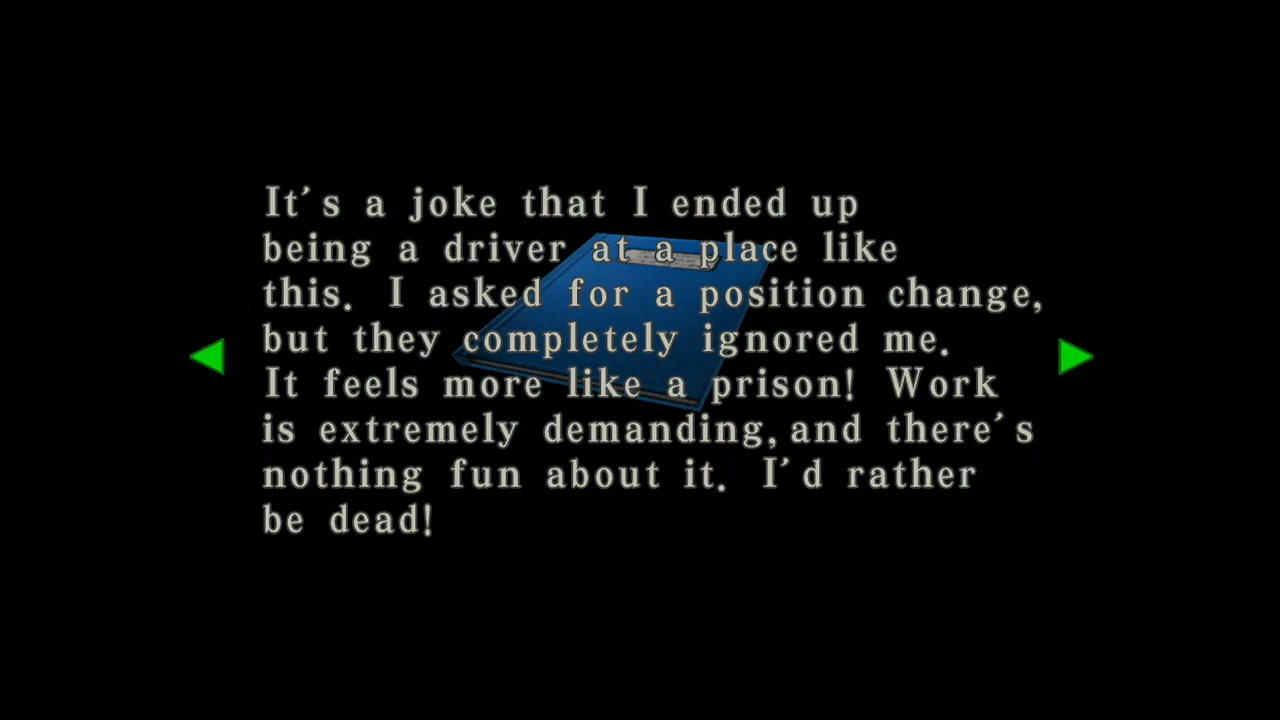 It's a joke that I ended up
being a driver at a place like
this. I asked for a position change,
but they completely ignored me.
It feels more like a prison! Work
is extremely demanding, and there's
nothing fun about it. I'd rather
be dead!